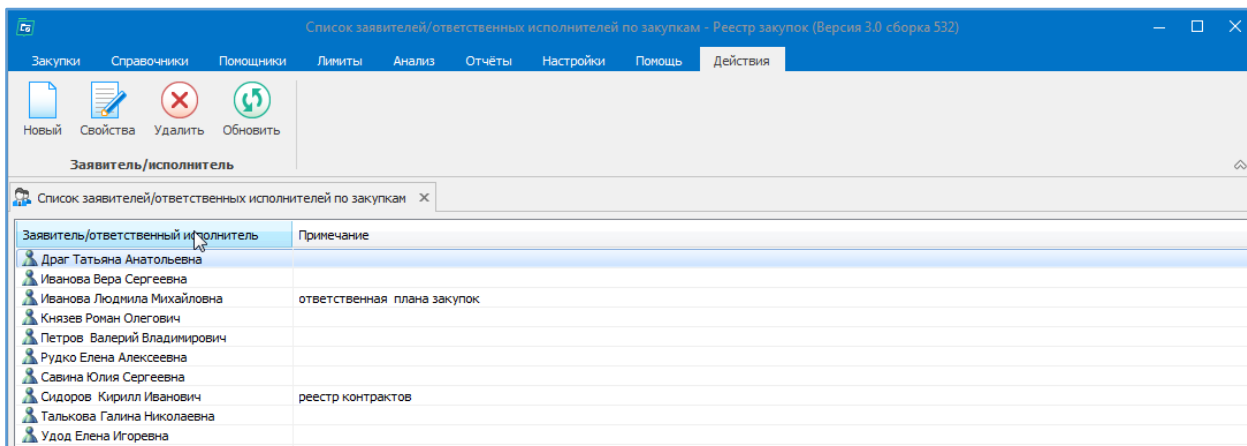 Список заявителей/ответственных исполнителей по закупкам - Реестр закупок (Версия 3.0 сборка 532)
Закупки Справочники Помощники Лимиты Анализ Отчёты Настройки Помощь Действия
Новый Свойства Удалить Обновить
Заявитель/исполнитель
Список заявителей/ответственных исполнителей по закупкам
Заявитель/ответственный исполнитель Примечание
Драг Татьяна Анатольевна
Иванова Вера Сергеевна
Иванова Людмила Михайловна ответственная плана закупок
Князев Роман Олегович
Петров Валерий Владимирович
Рудко Елена Алексеевна
Савина Юлия Сергеевна
Сидоров Кирилл Иванович реестр контрактов
Талькова Галина Николаевна
Удод Елена Игоревна